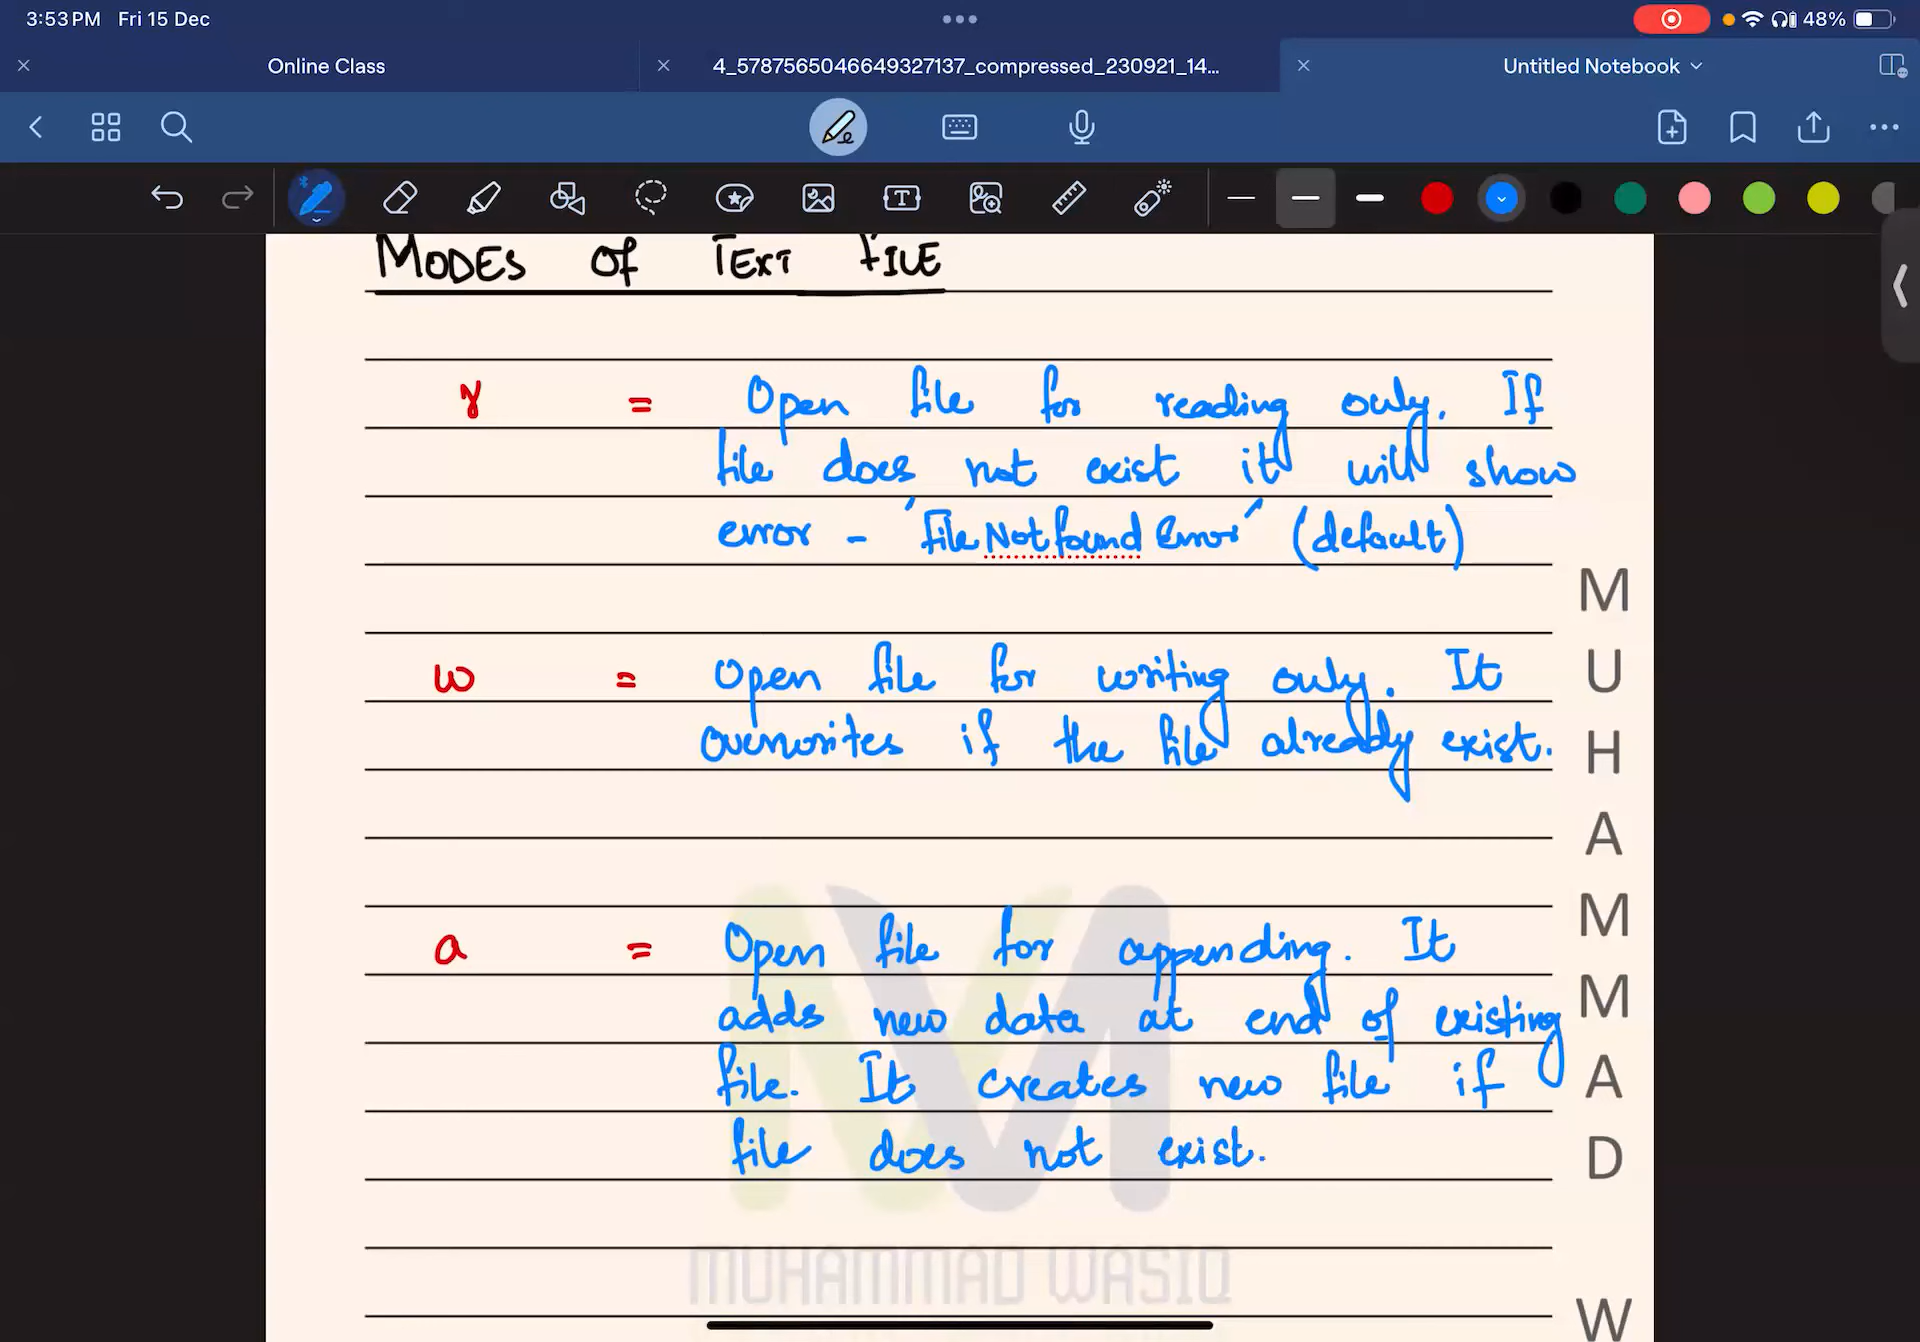 3:53 PM Fri 15 Dec
48%
Online Class
4_5787565046649327137_compressed_230921_14...
Untitled Notebook
MODES OF TEXT FILE
r = Open file for reading only. If
file does not exist it will show
error - 'FileNotfound Error' (default)
w = Open file for writing only. It
overwrites if the file already exist.
a = Open file for appending. It
adds new data at end of existing
file. It creates new file if
file does not exist.
MUHAMMAD WASIQ
M
U
H
A
M
M
A
D
W